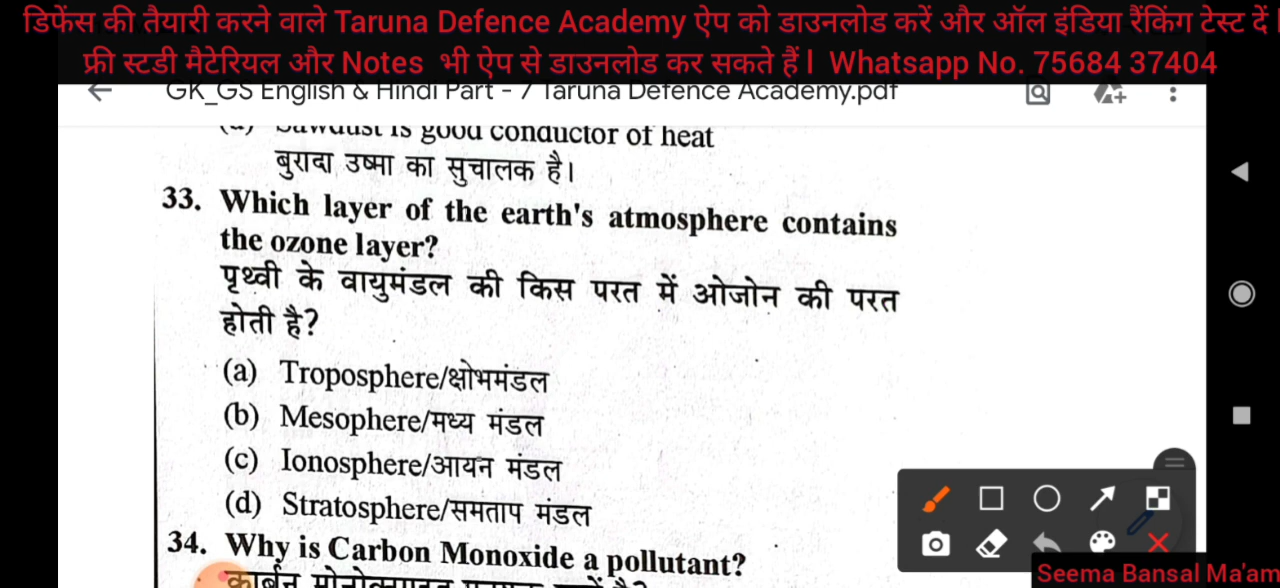 डिफेंस की तैयारी करने वाले Taruna Defence Academy ऐप को डाउनलोड करें और ऑल इंडिया रैंकिंग टेस्ट दें।
फ्री स्टडी मैटेरियल और Notes भी ऐप से डाउनलोड कर सकते हैं। Whatsapp No. 75684 37404
GK_GS English & Hindi Part - 7 Taruna Defence Academy.pdf
(d) Sawdust is good conductor of heat
बुरादा उष्मा का सुचालक है।
33. Which layer of the earth's atmosphere contains
the ozone layer?
पृथ्वी के वायुमंडल की किस परत में ओजोन की परत
होती है?
(a) Troposphere/क्षोभमंडल
(b) Mesophere/मध्य मंडल
(c) Ionosphere/आयन मंडल
(d) Stratosphere/समताप मंडल
34. Why is Carbon Monoxide a pollutant?
Seema Bansal Ma'am